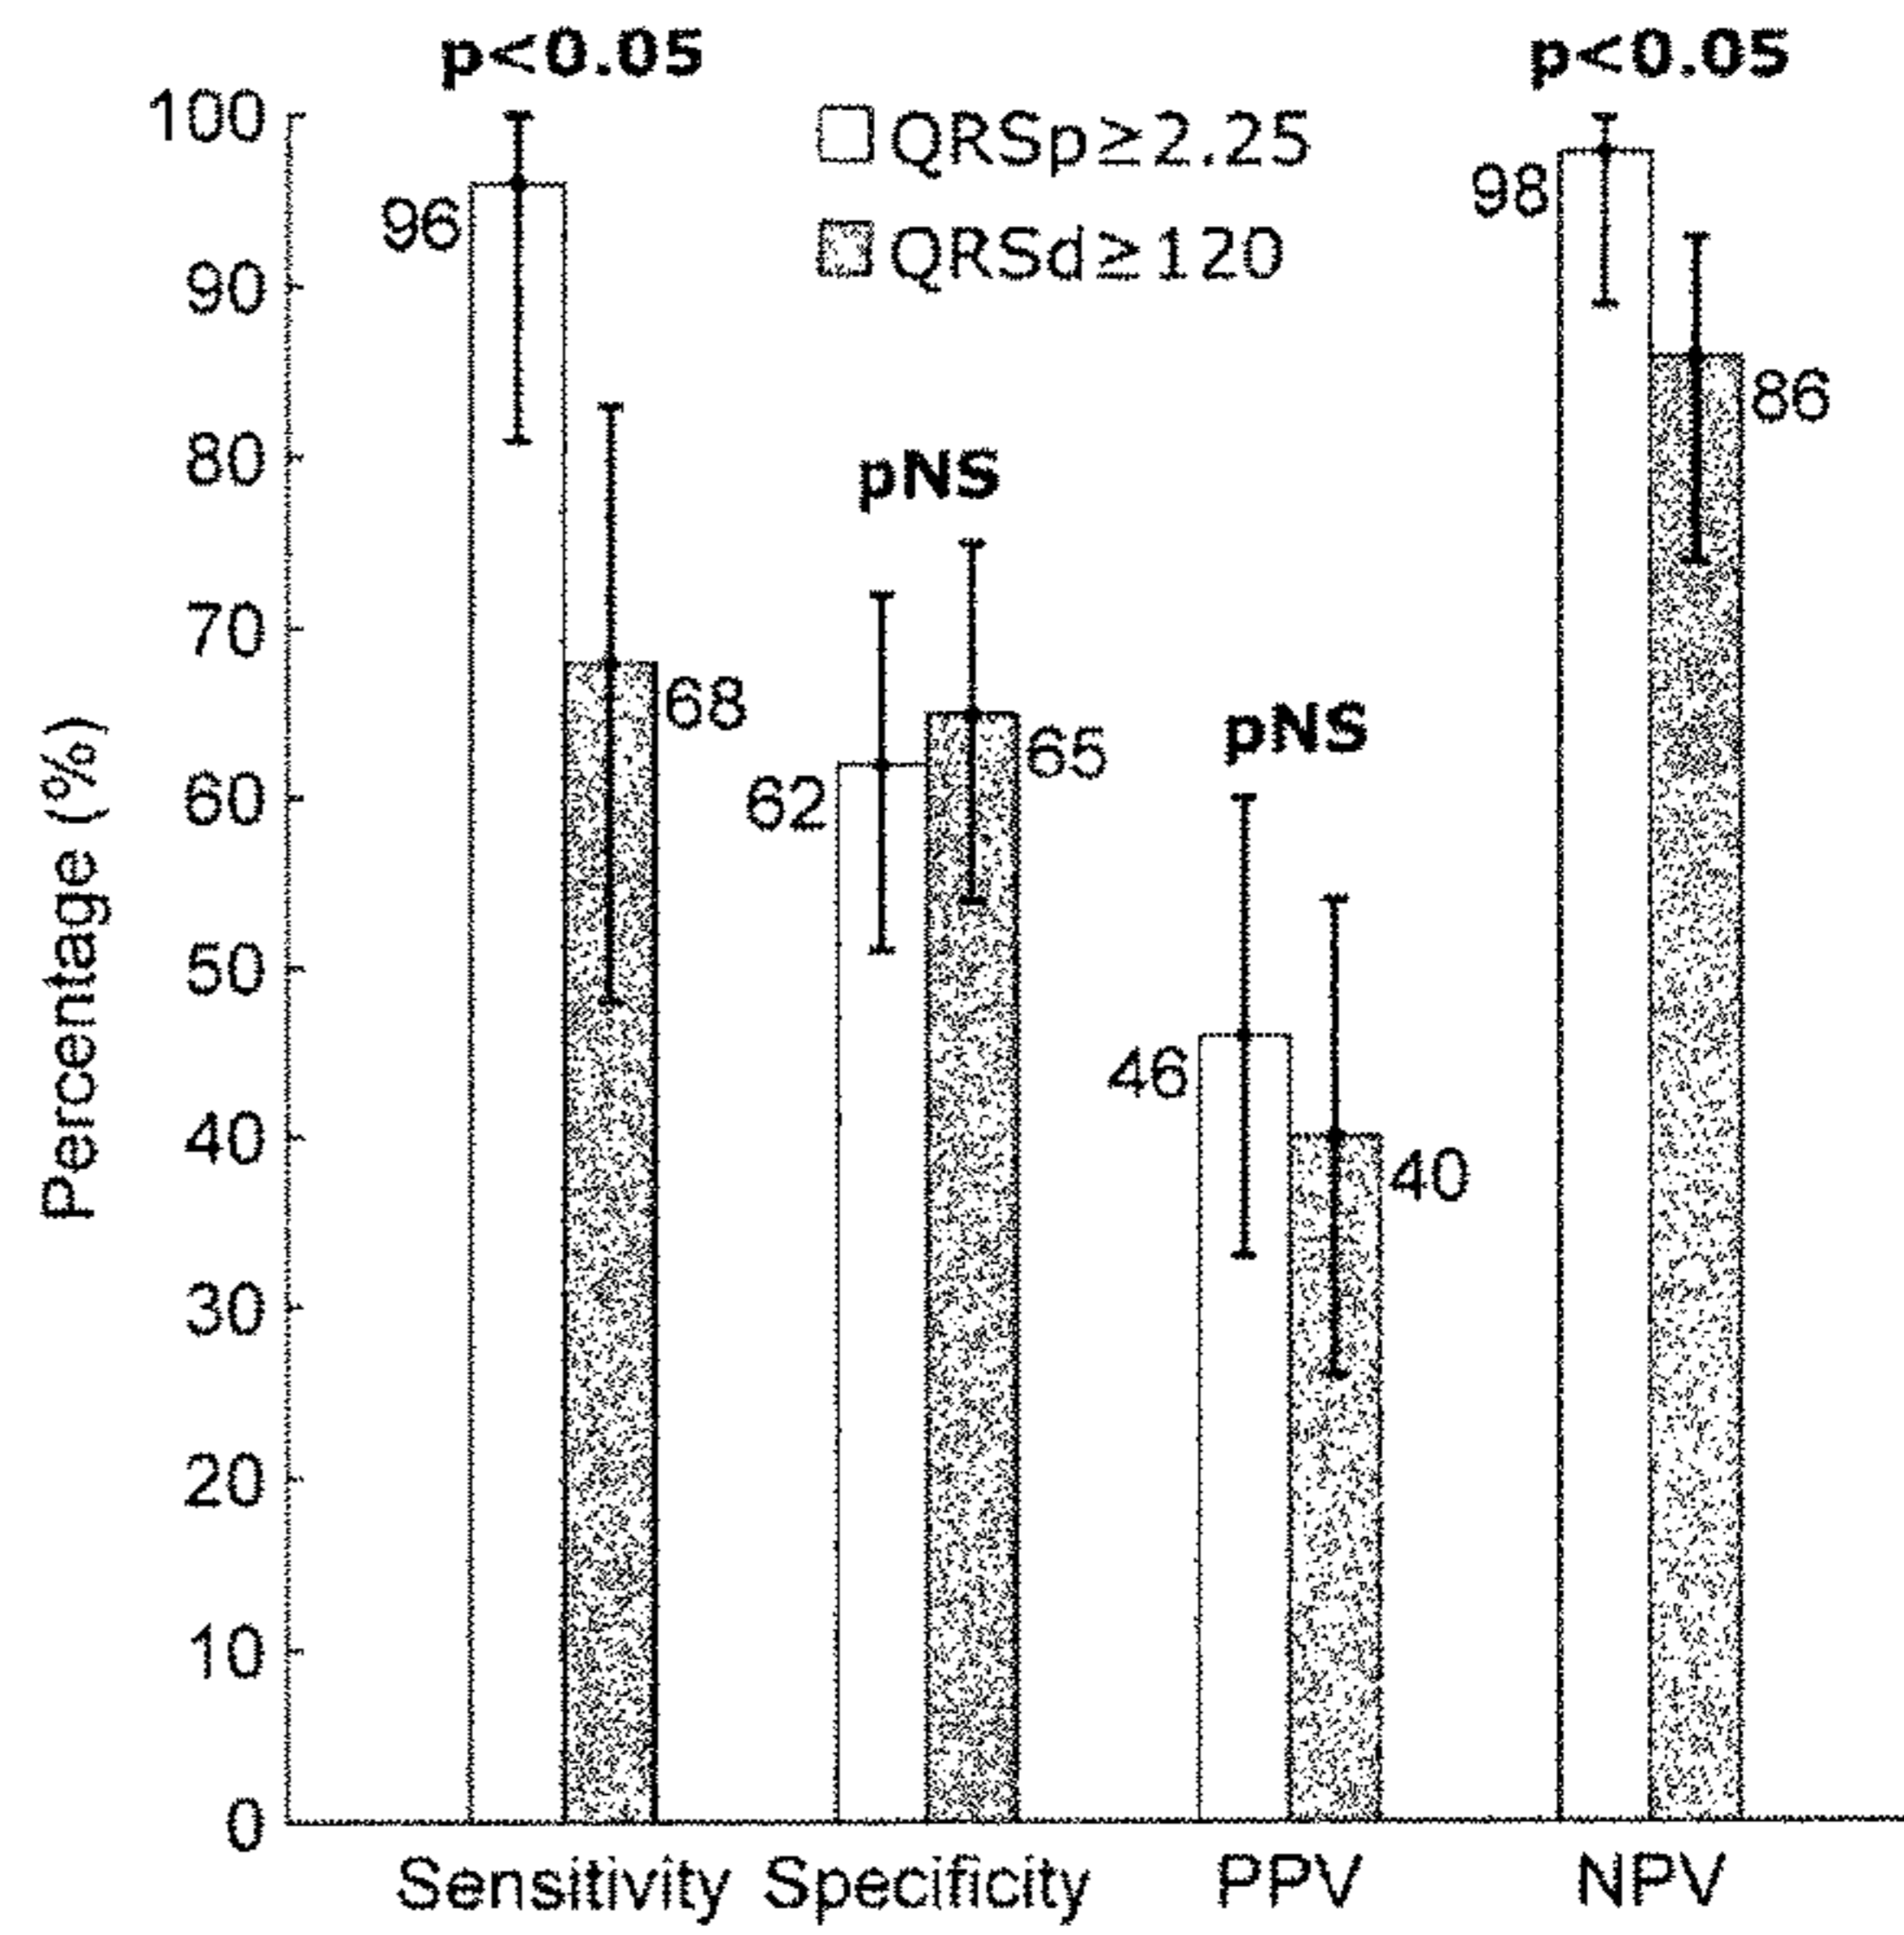 p<0.05
p<0.05
100
QRSp≥2.25
98
96
QRSd≥120
90
86
80
pNS
70
68
pNS
65
62
60
Percentage (%)
50
46
40
40
30
20
10
0
Sensitivity Specificity PPV NPV